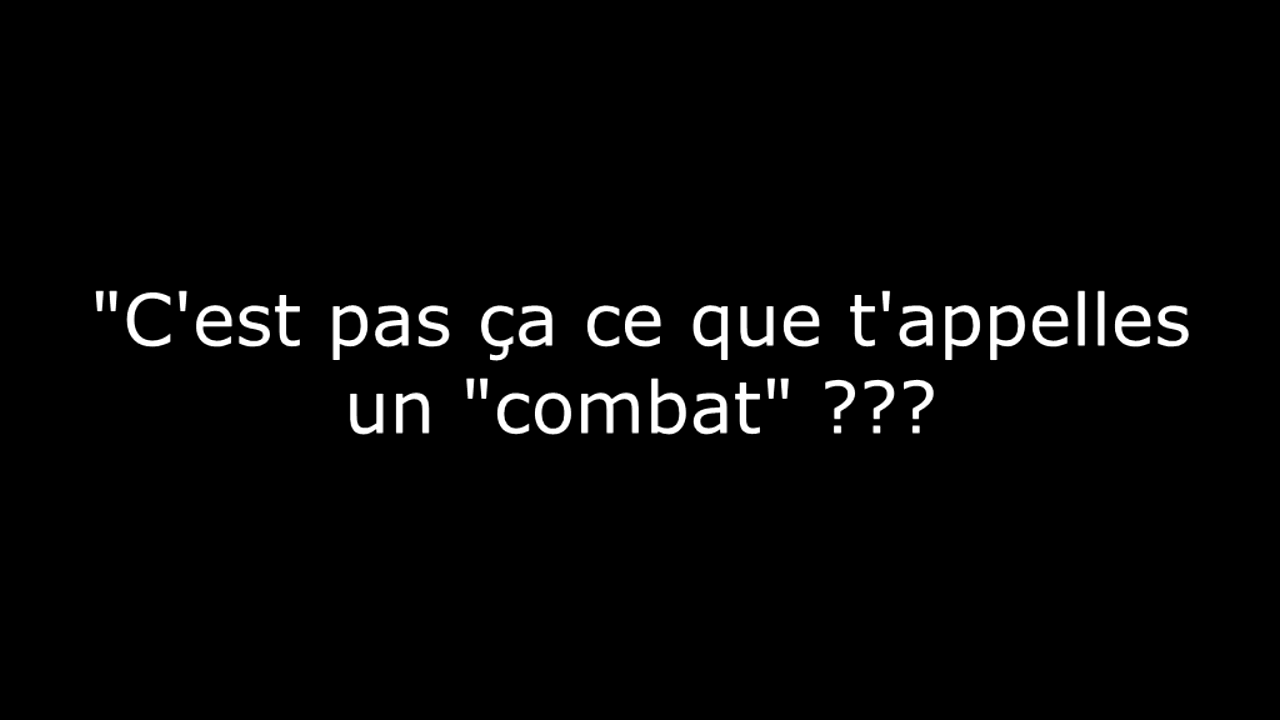 "C'est pas ça ce que t'appelles
un "combat" ???